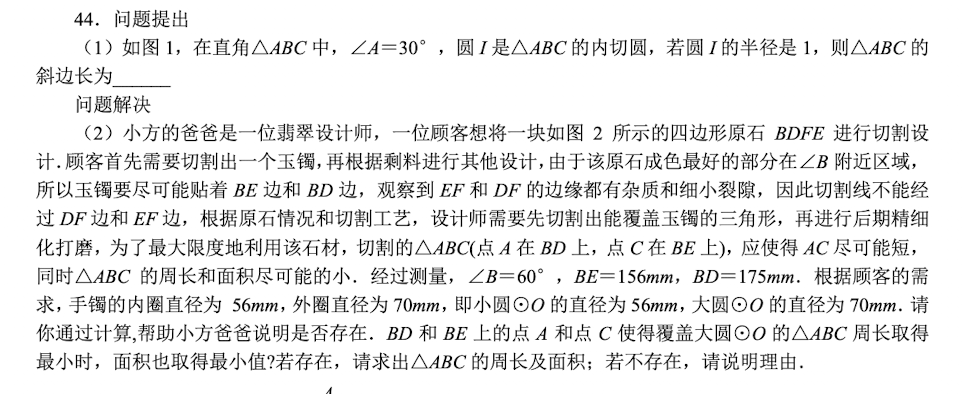 44．问题提出
（1）如图 1，在直角△ABC 中，∠A＝30°，圆 I 是△ABC 的内切圆，若圆 I 的半径是 1，则△ABC 的
斜边长为______
问题解决
（2）小方的爸爸是一位翡翠设计师，一位顾客想将一块如图 2 所示的四边形原石 BDFE 进行切割设
计.顾客首先需要切割出一个玉镯,再根据剩料进行其他设计,由于该原石成色最好的部分在∠B 附近区域，
所以玉镯要尽可能贴着 BE 边和 BD 边，观察到 EF 和 DF 的边缘都有杂质和细小裂隙，因此切割线不能经
过 DF 边和 EF 边，根据原石情况和切割工艺，设计师需要先切割出能覆盖玉镯的三角形，再进行后期精细
化打磨，为了最大限度地利用该石材，切割的△ABC(点 A 在 BD 上，点 C 在 BE 上)，应使得 AC 尽可能短，
同时△ABC 的周长和面积尽可能的小．经过测量，∠B＝60°，BE＝156mm，BD＝175mm．根据顾客的需
求，手镯的内圈直径为 56mm，外圈直径为 70mm，即小圆⊙O 的直径为 56mm，大圆⊙O 的直径为 70mm．请
你通过计算,帮助小方爸爸说明是否存在．BD 和 BE 上的点 A 和点 C 使得覆盖大圆⊙O 的△ABC 周长取得
最小时，面积也取得最小值?若存在，请求出△ABC 的周长及面积；若不存在，请说明理由．